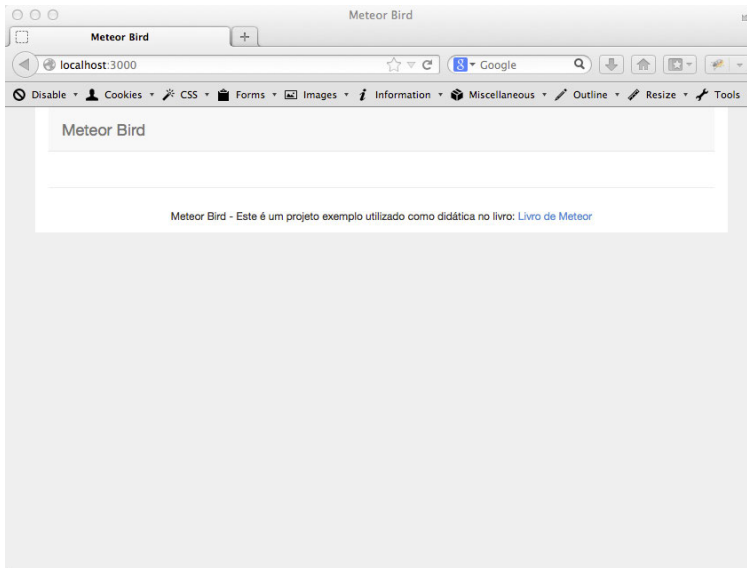 Meteor Bird
Meteor Bird
localhost:3000
Google
Disable Cookies CSS Forms Images Information Miscellaneous Outline Resize Tools
Meteor Bird
Meteor Bird - Este é um projeto exemplo utilizado como didática no livro: Livro de Meteor